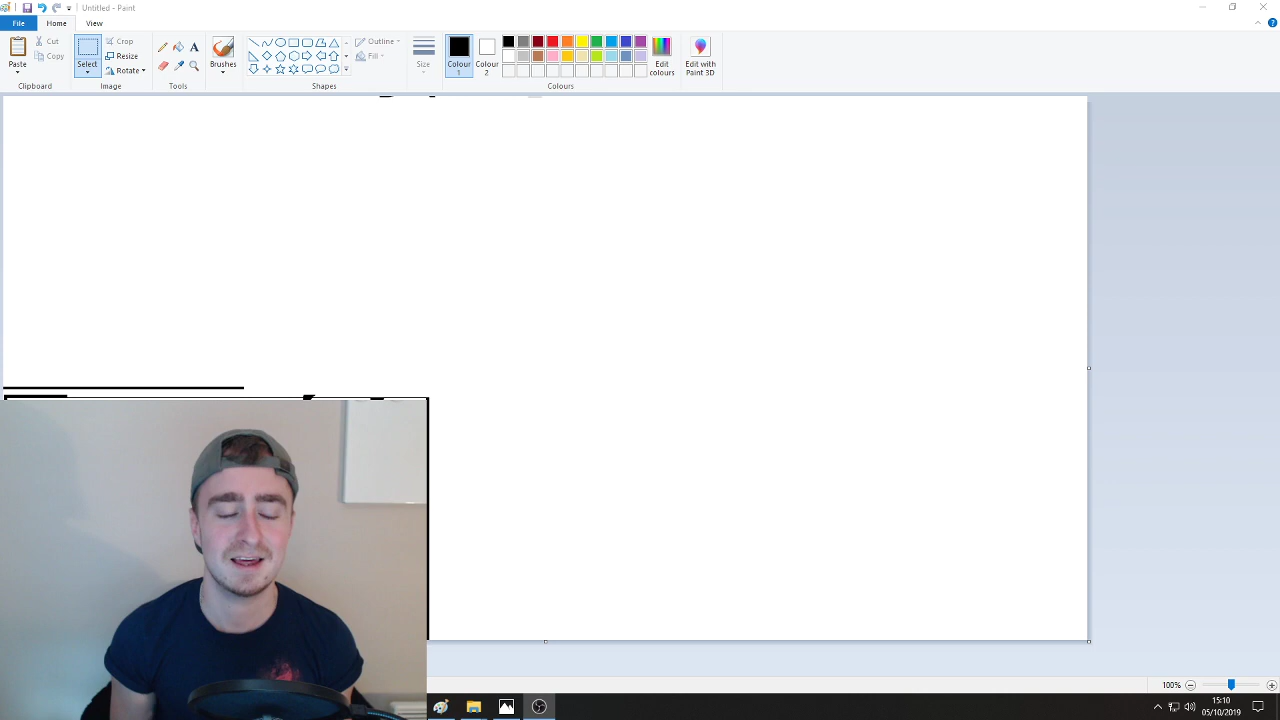 Untitled - Paint
File
Home
View
Paste
Cut
Copy
Clipboard
Select
Crop
Resize
Rotate
Image
A
Tools
Brushes
Outline
Fill
Shapes
Size
Colour
1
Colour
2
Edit
colours
Edit with
Paint 3D
Colours
100%
15:10
05/10/2019